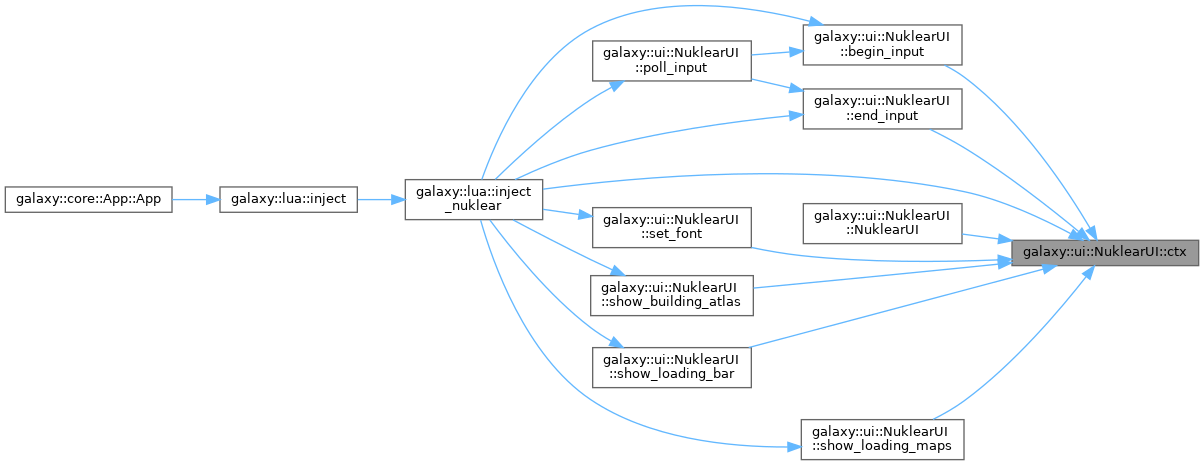 galaxy::core::App::App
galaxy::lua::inject
galaxy::lua::inject
_nuklear
galaxy::ui::NuklearUI
::poll_input
galaxy::ui::NuklearUI
::begin_input
galaxy::ui::NuklearUI
::end_input
galaxy::ui::NuklearUI
::set_font
galaxy::ui::NuklearUI
::NuklearUI
galaxy::ui::NuklearUI::ctx
galaxy::ui::NuklearUI
::show_building_atlas
galaxy::ui::NuklearUI
::show_loading_bar
galaxy::ui::NuklearUI
::show_loading_maps